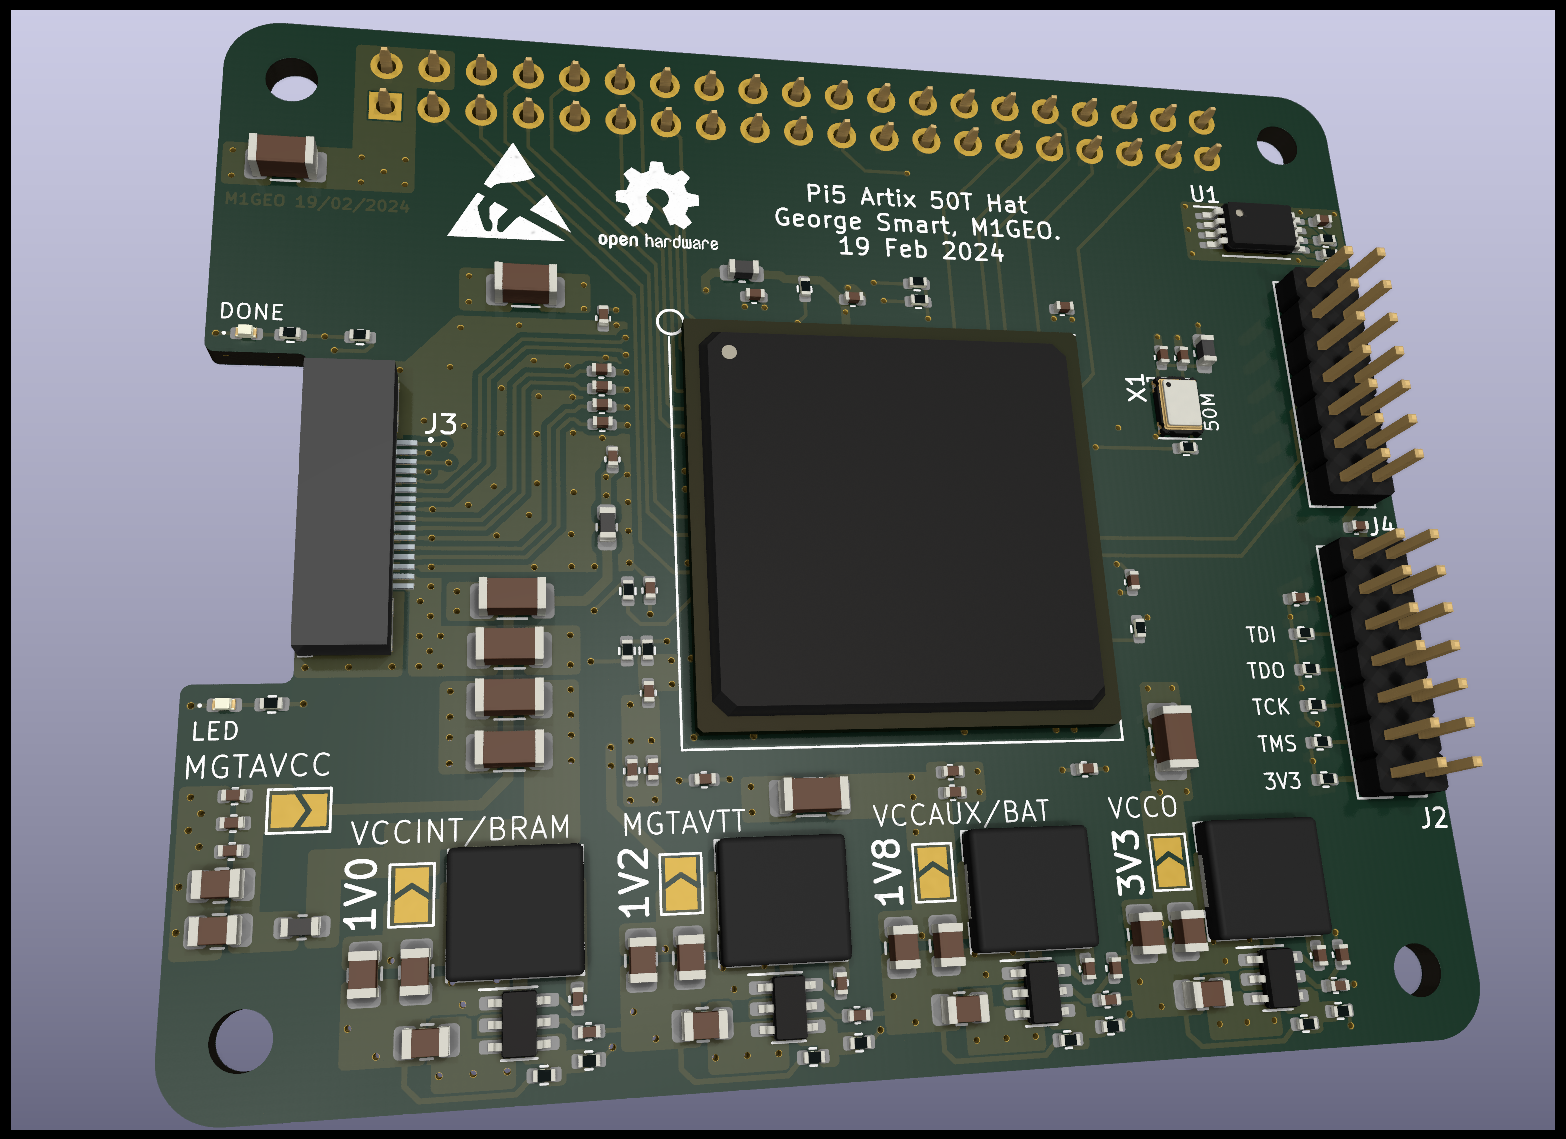 M1GEO 19/02/2024
open hardware
Pi5 Artix 50T Hat
George Smart, M1GEO.
19 Feb 2024
U1
DONE
J3
X1
50M
J4
TDI
TDO
TCK
TMS
3V3
J2
LED
MGTAVCC
VCCINT/BRAM
1V0
MGTAVTT
1V2
VCCAUX/BAT
1V8
VCCO
3V3